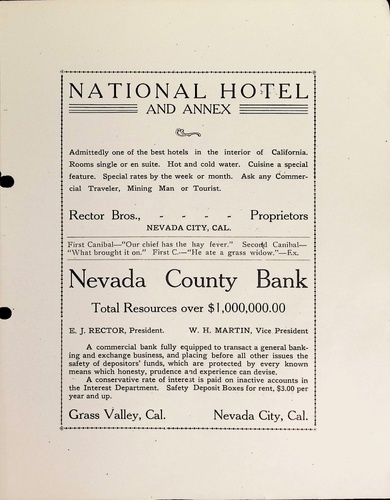 NATIONAL HOTEL
AND ANNEX
Admittedly one of the best hotels in the interior of California.
Rooms single or en suite. Hot and cold water. Cuisine a special
feature. Special rates by the week or month. Ask any Commer-
cial Traveler, Mining Man or Tourist.
Rector Bros., - - - - Proprietors
NEVADA CITY, CAL.
First Canibal—"Our chief has the hay fever." Second Canibal—
"What brought it on." First C.—"He ate a grass widow."—Ex.
Nevada County Bank
Total Resources over $1,000,000.00
E. J. RECTOR, President. W. H. MARTIN, Vice President
A commercial bank fully equipped to transact a general bank-
ing and exchange business, and placing before all other issues the
safety of depositors' funds, which are protected by every known
means which honesty, prudence and experience can devise.
A conservative rate of interest is paid on inactive accounts in
the Interest Department. Safety Deposit Boxes for rent, $3.00 per
year and up.
Grass Valley, Cal. Nevada City, Cal.